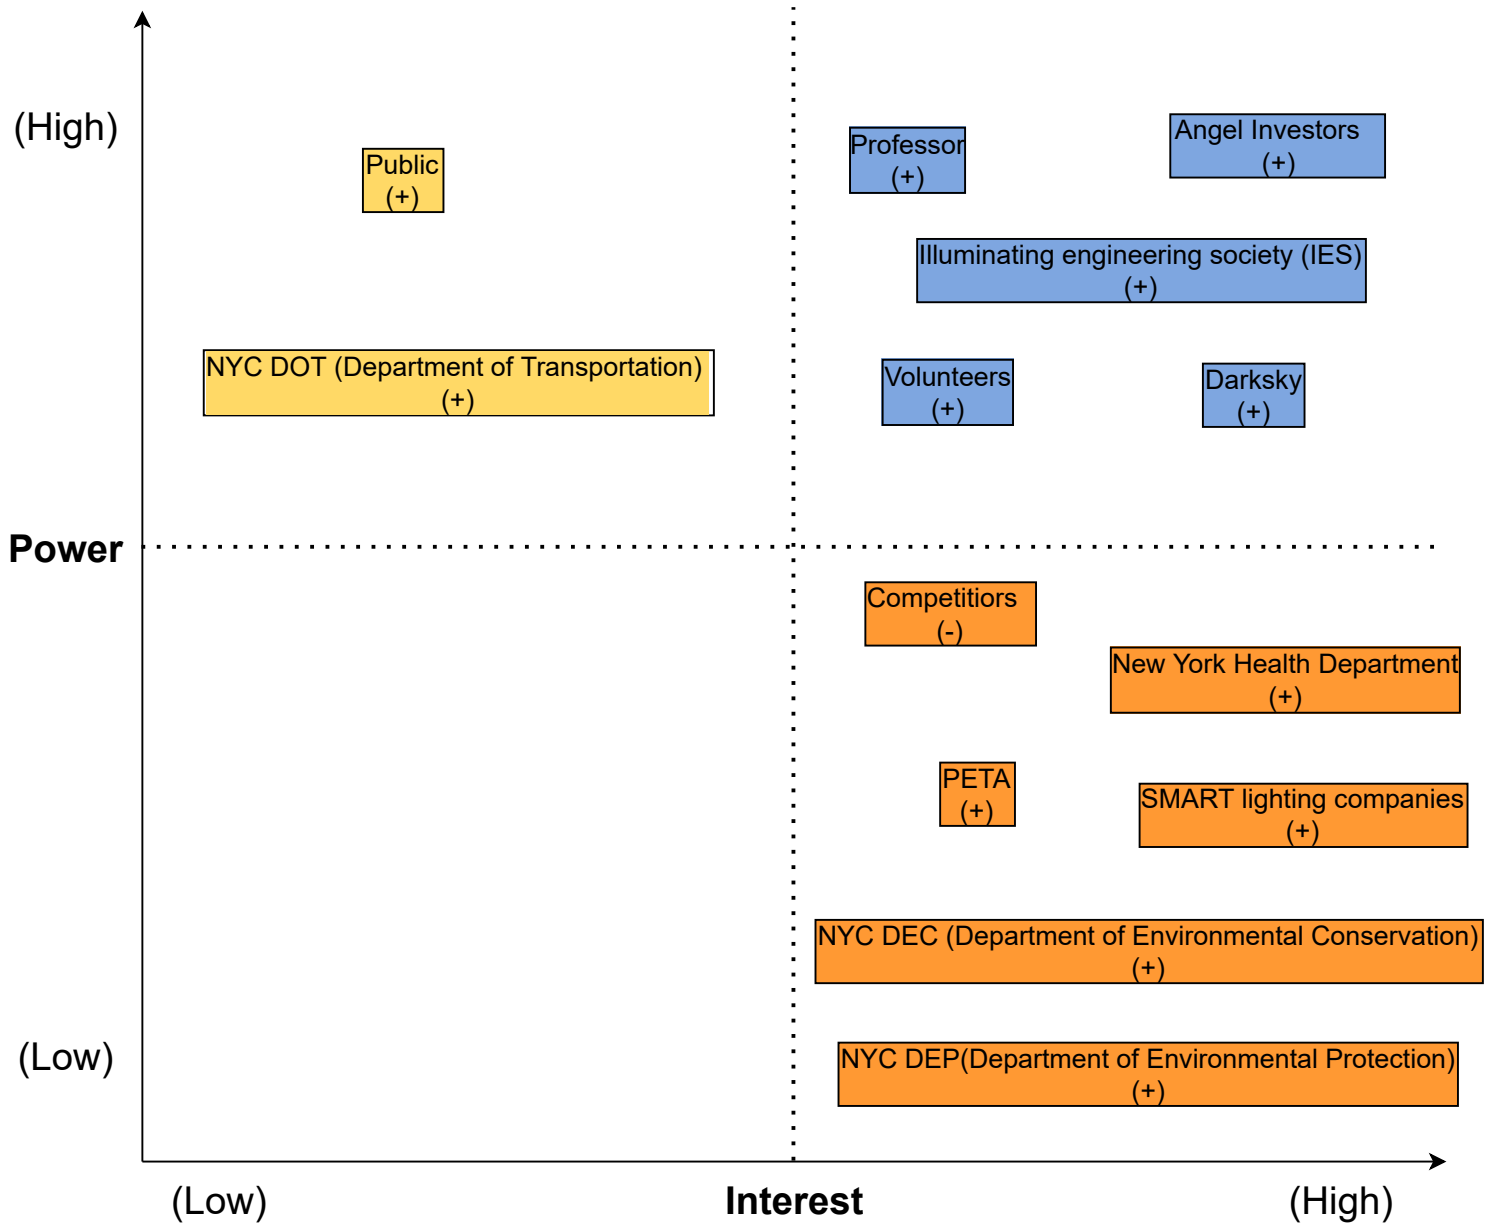 (High)
Public
(+)
Professor
(+)
Angel Investors
(+)
Illuminating engineering society (IES)
(+)
NYC DOT (Department of Transportation)
(+)
Volunteers
(+)
Darksky
(+)
Power
Competitiors
(-)
New York Health Department
(+)
PETA
(+)
SMART lighting companies
(+)
NYC DEC (Department of Environmental Conservation)
(+)
(Low)
NYC DEP(Department of Environmental Protection)
(+)
(Low)
Interest
(High)